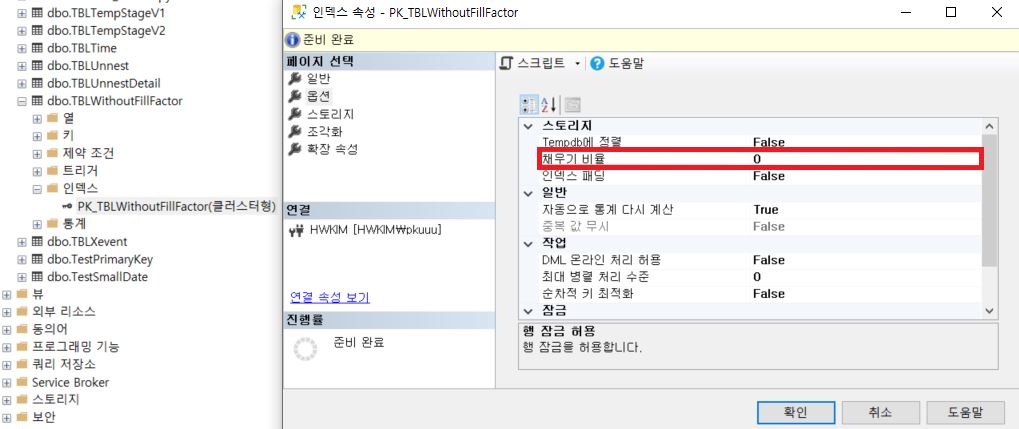 dbo.TBLTempStageV1
dbo.TBLTempStageV2
dbo.TBLTime
dbo.TBLUnnest
dbo.TBLUnnestDetail
dbo.TBLWithoutFillFactor
열
키
제약 조건
트리거
인덱스
PK_TBLWithoutFillFactor(클러스터형)
통계
dbo.TBLXevent
dbo.TestPrimaryKey
dbo.TestSmallDate
뷰
외부 리소스
동의어
프로그래밍 기능
쿼리 저장소
Service Broker
스토리지
보안
인덱스 속성 - PK_TBLWithoutFillFactor
준비 완료
페이지 선택
일반
옵션
스토리지
조각화
확장 속성
연결
HWKIM [HWKIM₩pkuuu]
연결 속성 보기
진행률
준비 완료
스크립트
도움말
스토리지
Tempdb에 정렬 False
채우기 비율 0
인덱스 패딩 False
일반
자동으로 통계 다시 계산 True
중복 값 무시 False
작업
DML 온라인 처리 허용 False
최대 병렬 처리 수준 0
순차적 키 최적화 False
잠금
행 잠금 허용
행 잠금을 허용합니다.
확인 취소 도움말